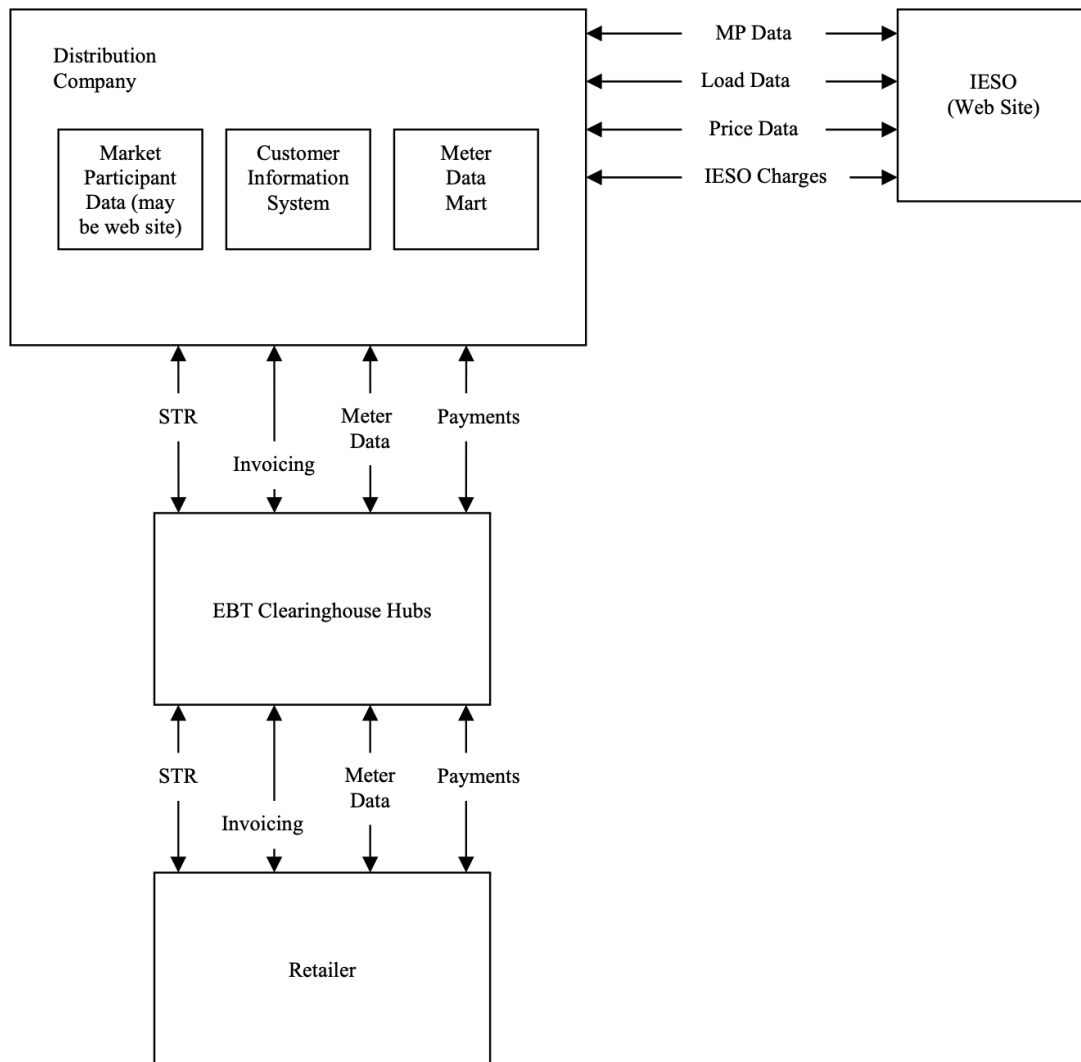 Distribution
Company
Market
Participant
Data (may
be web site)
Customer
Information
System
Meter
Data
Mart
MP Data
Load Data
Price Data
IESO Charges
IESO
(Web Site)
STR
Invoicing
Meter
Data
Payments
EBT Clearinghouse Hubs
STR
Invoicing
Meter
Data
Payments
Retailer